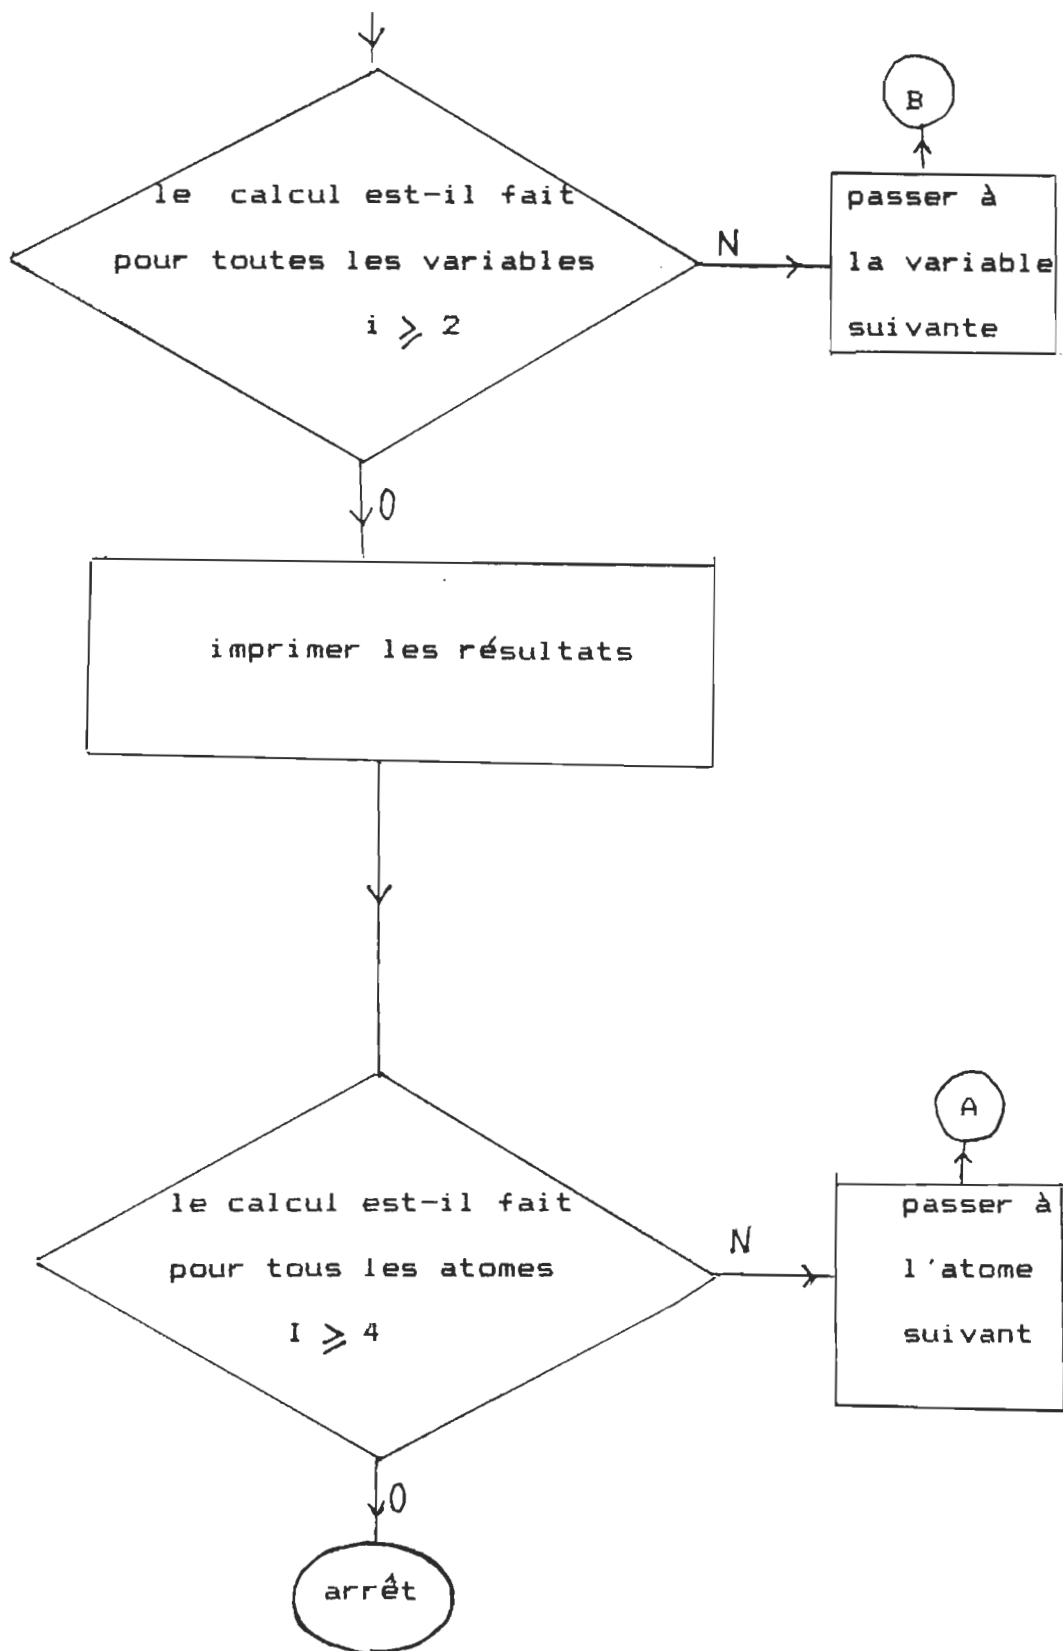 le calcul est-il fait
pour toutes les variables
i ⩾ 2
N
B
passer à
la variable
suivante
O
imprimer les résultats
le calcul est-il fait
pour tous les atomes
I ⩾ 4
N
A
passer à
l'atome
suivant
O
arrêt